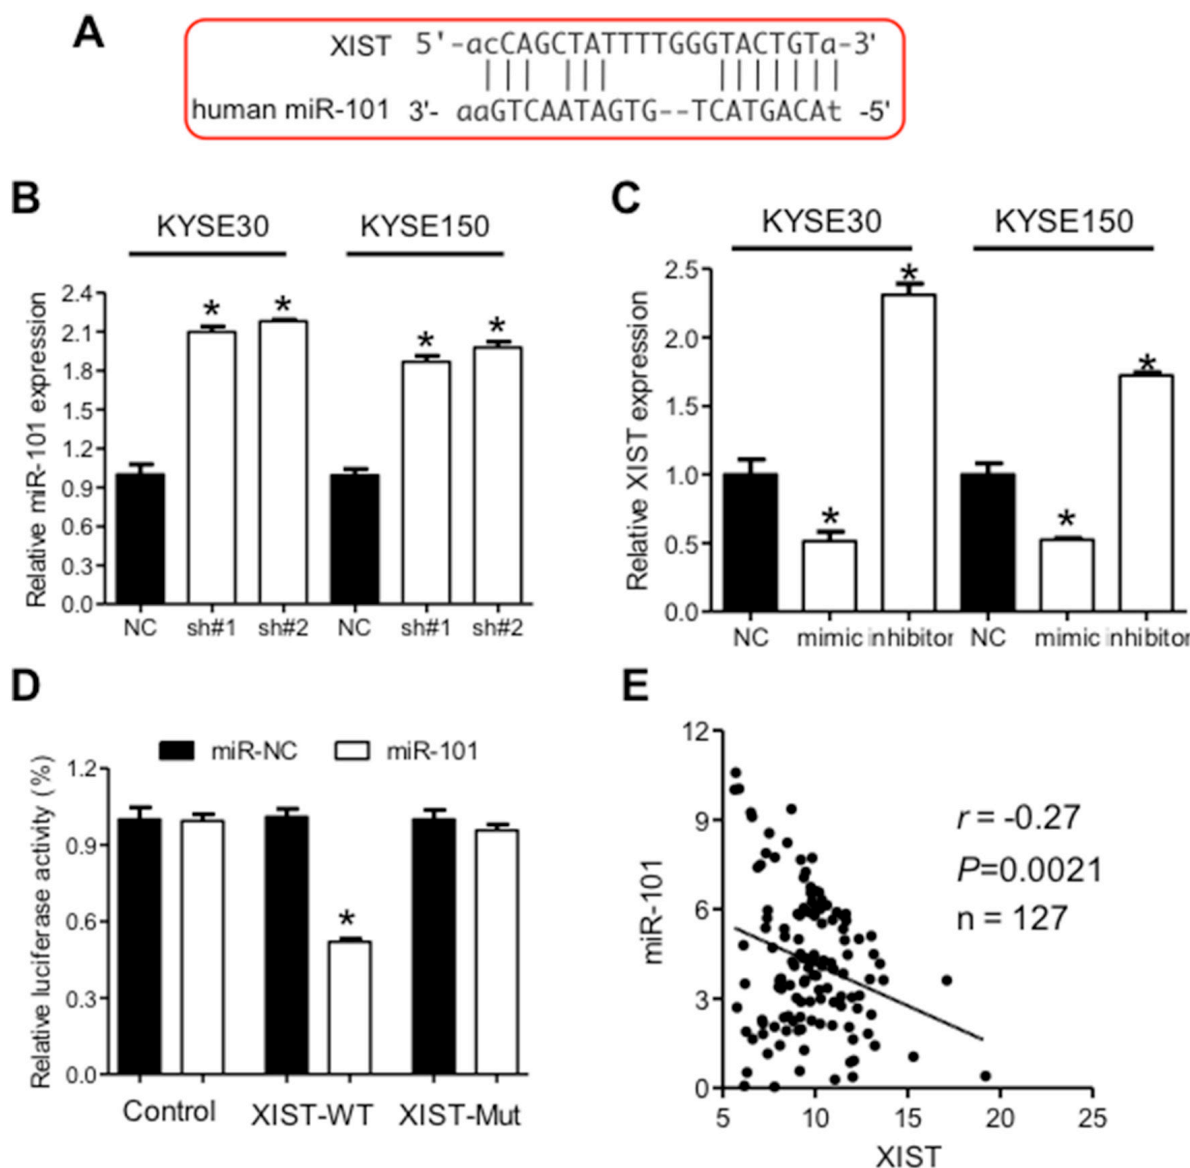 A
XIST 5'-acCAGCTATTTTGGGTACTGTa-3'
human miR-101 3'- aaGTCAATAGTG--TCATGACAt -5'
B
KYSE30 KYSE150
Relative miR-101 expression
2.4
2.1
1.8
1.5
1.2
0.9
0.6
0.3
0.0
* * * *
NC sh#1 sh#2 NC sh#1 sh#2
C
KYSE30 KYSE150
Relative XIST expression
2.5
2.0
1.5
1.0
0.5
0.0
* * * *
NC mimic inhibitor NC mimic inhibitor
D
miR-NC miR-101
Relative luciferase activity (%)
1.2
0.9
0.6
0.3
0.0
*
Control XIST-WT XIST-Mut
E
miR-101
12
9
6
3
0
r = -0.27
P=0.0021
n = 127
5 10 15 20 25
XIST